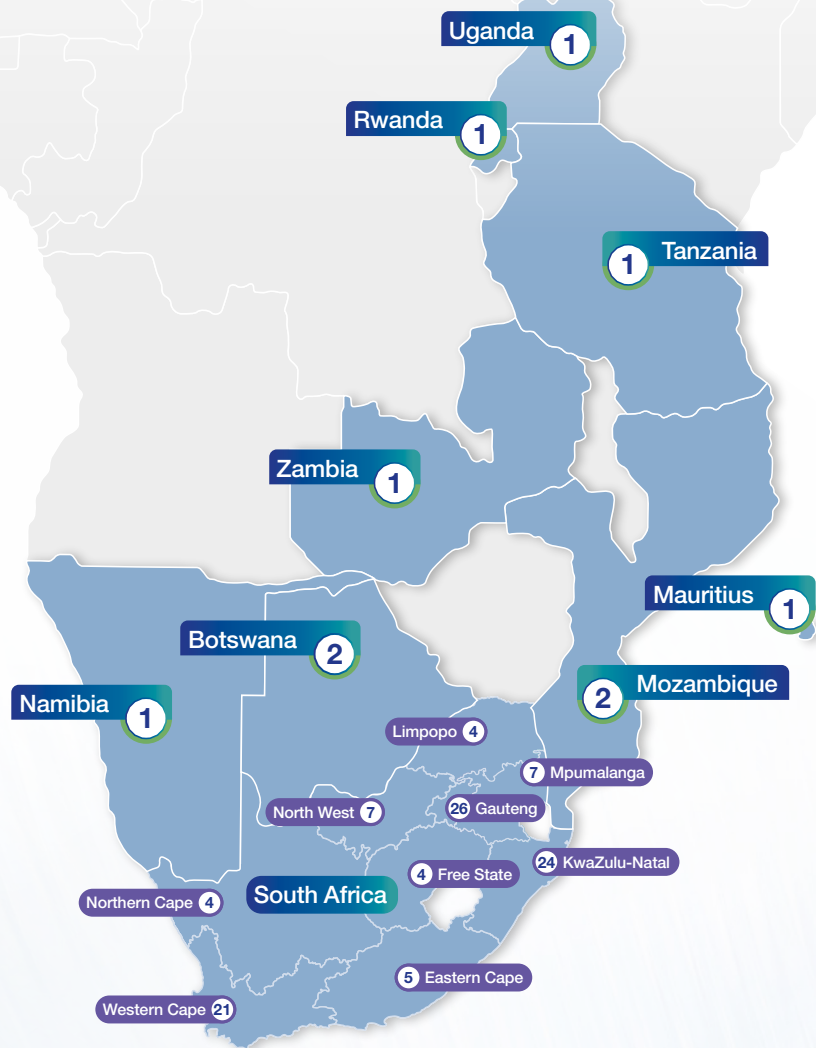 Uganda 1
Rwanda 1
1 Tanzania
Zambia 1
Mauritius 1
Botswana 2
2 Mozambique
Namibia 1
Limpopo 4
7 Mpumalanga
North West 7
26 Gauteng
24 KwaZulu-Natal
4 Free State
South Africa
Northern Cape 4
5 Eastern Cape
Western Cape 21